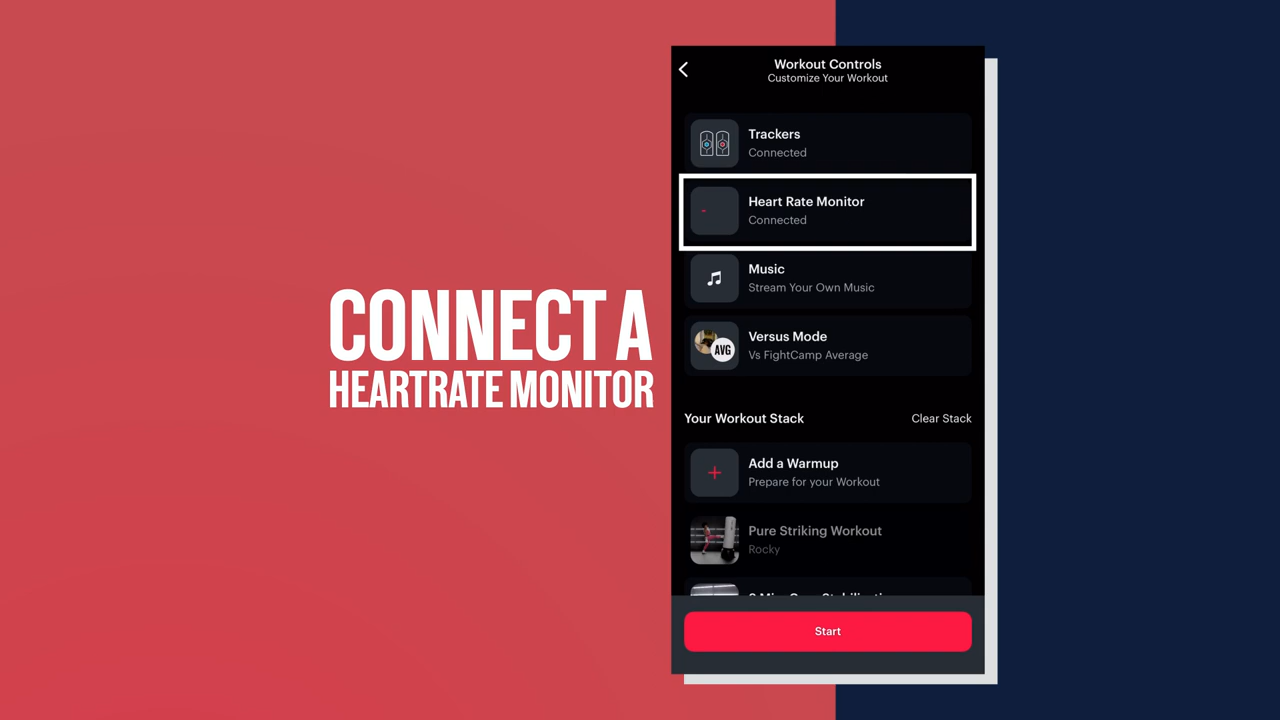 CONNECT A
HEARTRATE MONITOR
Workout Controls
Customize Your Workout
Trackers
Connected
Heart Rate Monitor
Connected
Music
Stream Your Own Music
AVG
Versus Mode
Vs FightCamp Average
Your Workout Stack
Clear Stack
Add a Warmup
Prepare for your Workout
Pure Striking Workout
Rocky
Start